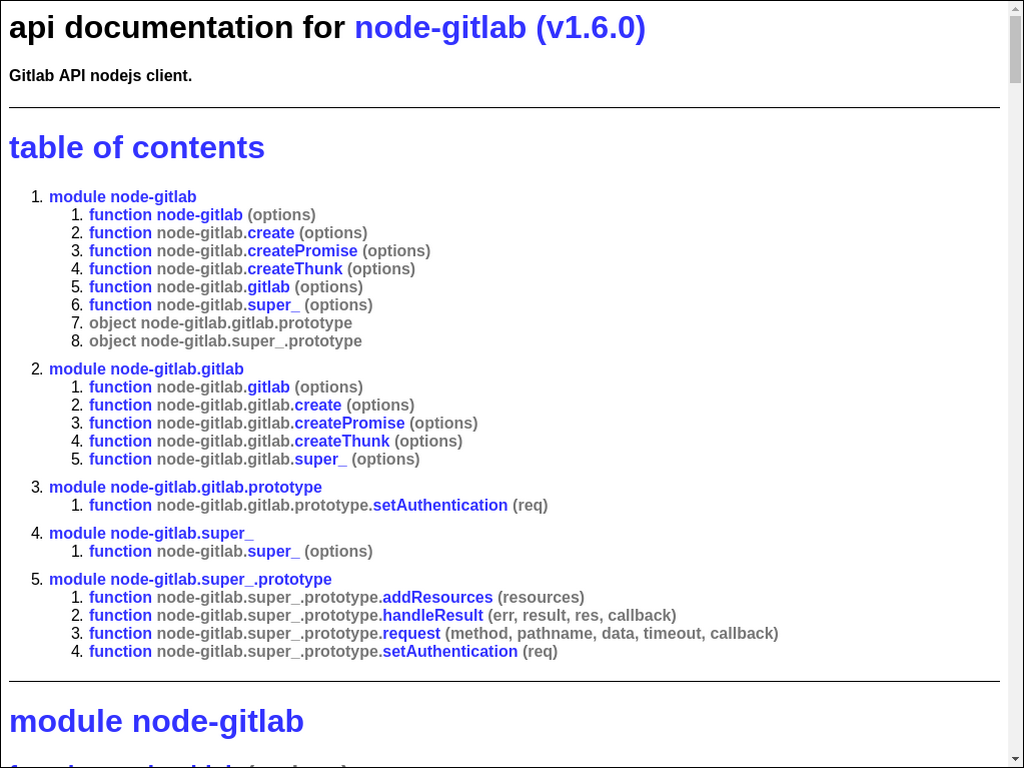 api documentation for node-gitlab (v1.6.0)
Gitlab API nodejs client.
table of contents
1. module node-gitlab
1. function node-gitlab (options)
2. function node-gitlab.create (options)
3. function node-gitlab.createPromise (options)
4. function node-gitlab.createThunk (options)
5. function node-gitlab.gitlab (options)
6. function node-gitlab.super_ (options)
7. object node-gitlab.gitlab.prototype
8. object node-gitlab.super_.prototype
2. module node-gitlab.gitlab
1. function node-gitlab.gitlab (options)
2. function node-gitlab.gitlab.create (options)
3. function node-gitlab.gitlab.createPromise (options)
4. function node-gitlab.gitlab.createThunk (options)
5. function node-gitlab.gitlab.super_ (options)
3. module node-gitlab.gitlab.prototype
1. function node-gitlab.gitlab.prototype.setAuthentication (req)
4. module node-gitlab.super_
1. function node-gitlab.super_ (options)
5. module node-gitlab.super_.prototype
1. function node-gitlab.super_.prototype.addResources (resources)
2. function node-gitlab.super_.prototype.handleResult (err, result, res, callback)
3. function node-gitlab.super_.prototype.request (method, pathname, data, timeout, callback)
4. function node-gitlab.super_.prototype.setAuthentication (req)
module node-gitlab